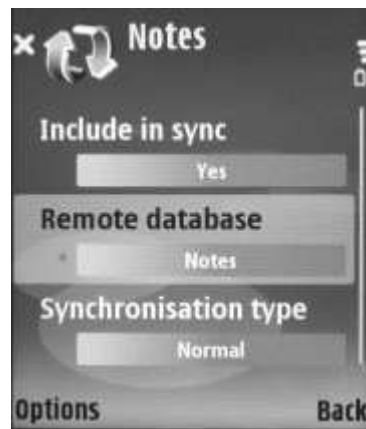 Notes
Include in sync
Yes
Remote database
Notes
Synchronisation type
Normal
Options
Back